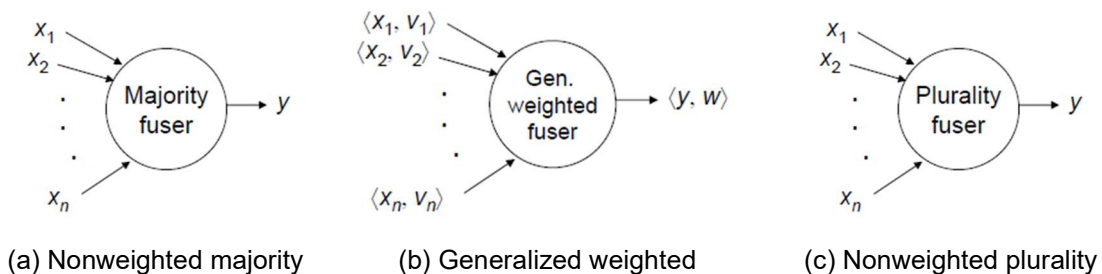 x₁
x₂
Majority
fuser
y
xₙ
(a) Nonweighted majority
⟨x₁, v₁⟩
⟨x₂, v₂⟩
Gen.
weighted
fuser
⟨y, w⟩
⟨xₙ, vₙ⟩
(b) Generalized weighted
x₁
x₂
Plurality
fuser
y
xₙ
(c) Nonweighted plurality